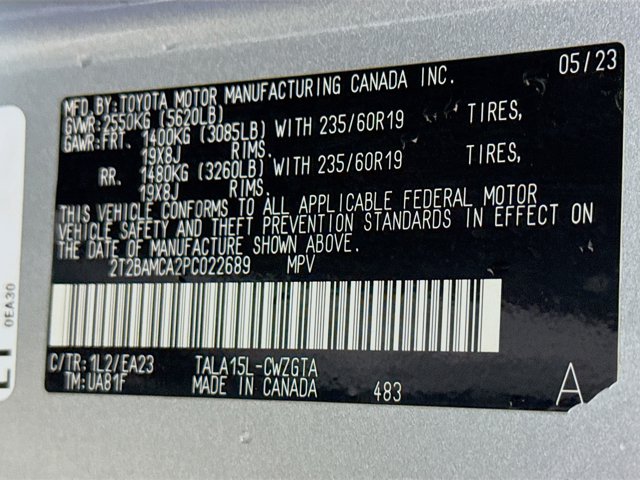 MFD.BY:TOYOTA MOTOR MANUFACTURING CANADA INC. 05/23
GVWR:2550KG (5620LB)
GAWR:FRT. 1400KG (3085LB) WITH 235/60R19 TIRES,
19X8J RIMS.
RR. 1480KG (3260LB) WITH 235/60R19 TIRES,
19X8J RIMS.
THIS VEHICLE CONFORMS TO ALL APPLICABLE FEDERAL MOTOR
VEHICLE SAFETY AND THEFT PREVENTION STANDARDS IN EFFECT ON
THE DATE OF MANUFACTURE SHOWN ABOVE.
2T2BAMCA2PC022689 MPV
C/TR:1L2/EA23 TALA15L-CWZGTA
TM:UA81F MADE IN CANADA 483 A
0EA30